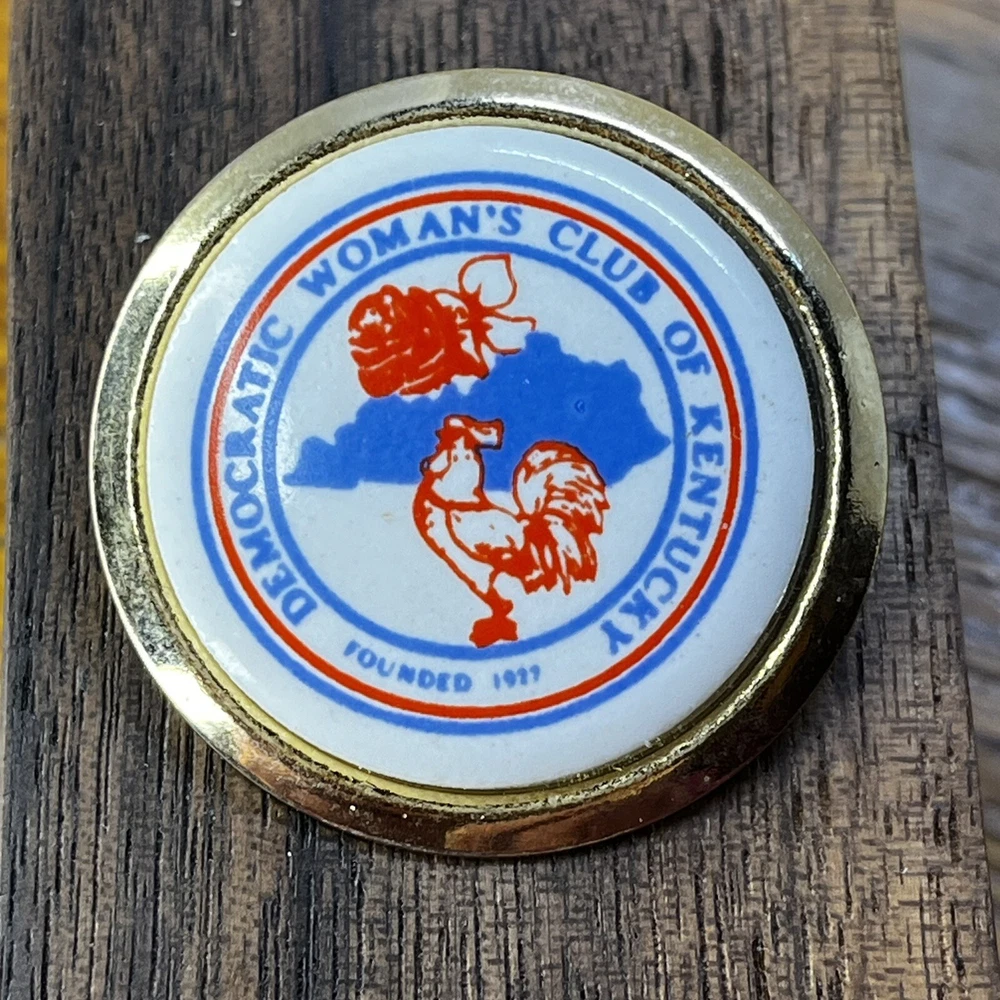 DEMOCRATIC WOMAN'S CLUB OF KENTUCKY
FOUNDED 1927